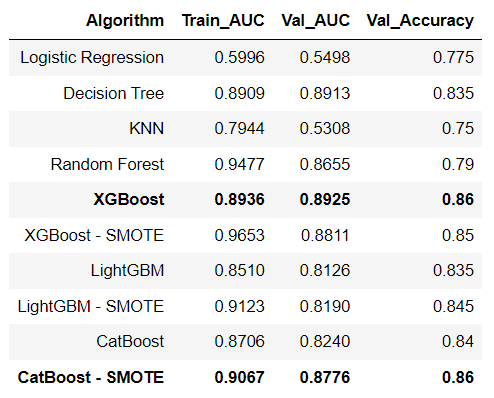 Algorithm Train_AUC Val_AUC Val_Accuracy
Logistic Regression 0.5996 0.5498 0.775
Decision Tree 0.8909 0.8913 0.835
KNN 0.7944 0.5308 0.75
Random Forest 0.9477 0.8655 0.79
XGBoost 0.8936 0.8925 0.86
XGBoost - SMOTE 0.9653 0.8811 0.85
LightGBM 0.8510 0.8126 0.835
LightGBM - SMOTE 0.9123 0.8190 0.845
CatBoost 0.8706 0.8240 0.84
CatBoost - SMOTE 0.9067 0.8776 0.86